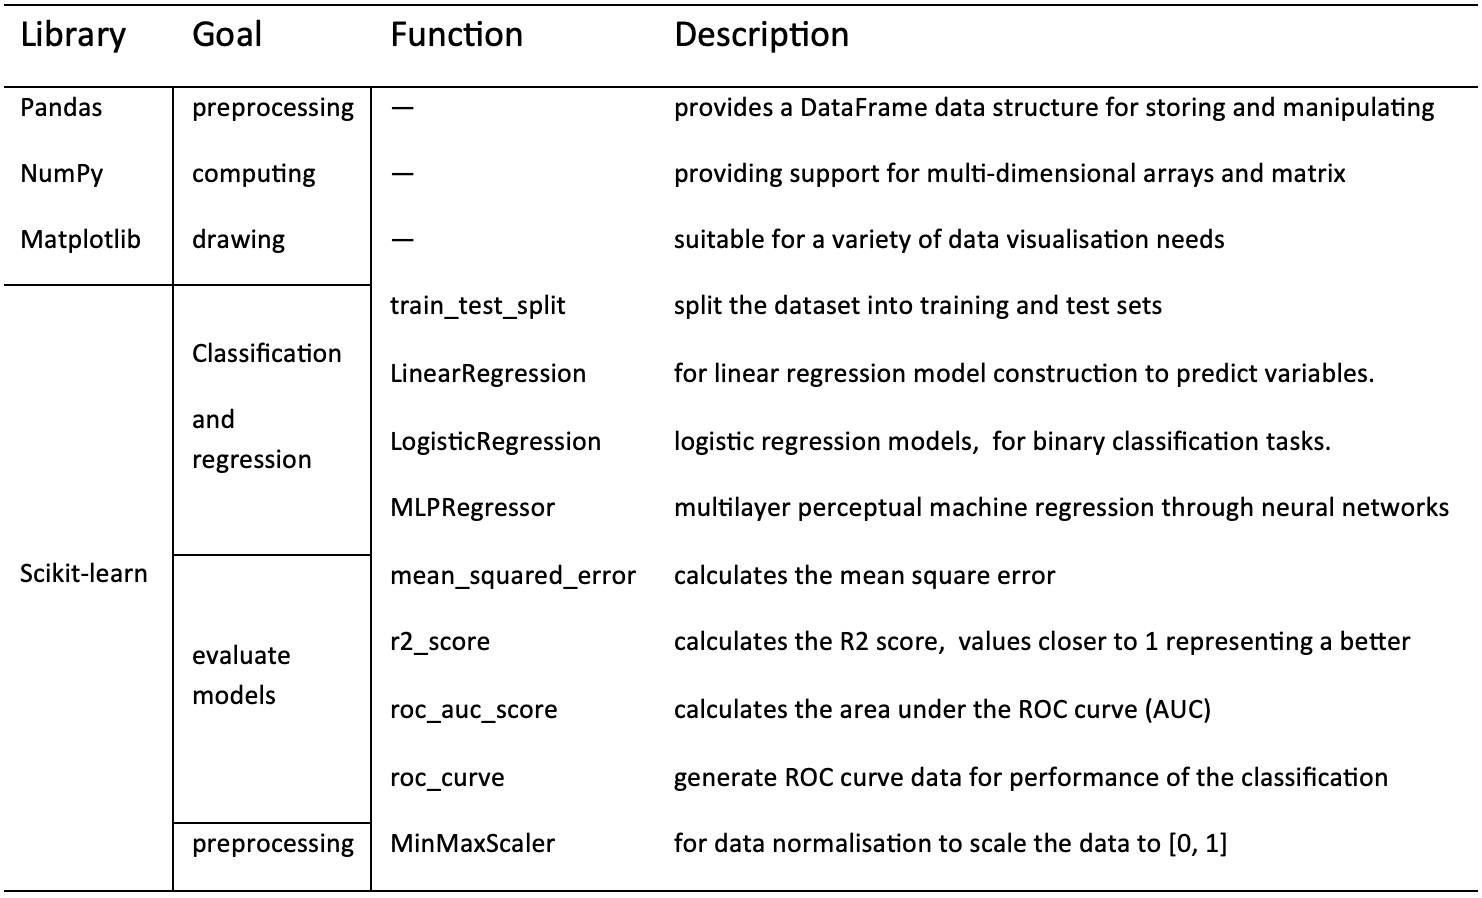 Library Goal Function Description
Pandas preprocessing — provides a DataFrame data structure for storing and manipulating
NumPy computing — providing support for multi-dimensional arrays and matrix
Matplotlib drawing — suitable for a variety of data visualisation needs
Scikit-learn
Classification
and
regression
train_test_split split the dataset into training and test sets
LinearRegression for linear regression model construction to predict variables.
LogisticRegression logistic regression models, for binary classification tasks.
MLPRegressor multilayer perceptual machine regression through neural networks
evaluate
models
mean_squared_error calculates the mean square error
r2_score calculates the R2 score, values closer to 1 representing a better
roc_auc_score calculates the area under the ROC curve (AUC)
roc_curve generate ROC curve data for performance of the classification
preprocessing MinMaxScaler for data normalisation to scale the data to [0, 1]